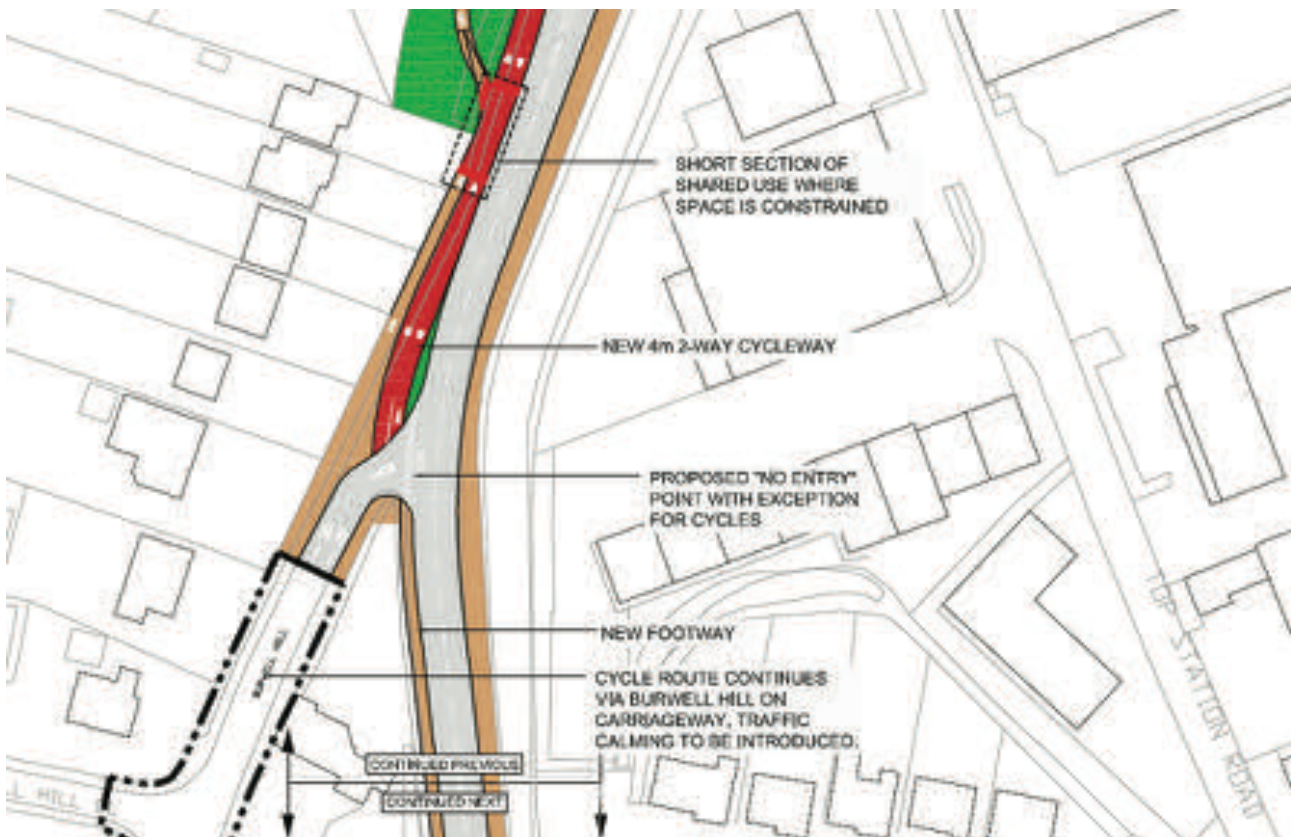 SHORT SECTION OF
SHARED USE WHERE
SPACE IS CONSTRAINED
NEW 4m 2-WAY CYCLEWAY
PROPOSED "NO ENTRY"
POINT WITH EXCEPTION
FOR CYCLES
NEW FOOTWAY
CYCLE ROUTE CONTINUES
VIA BURWELL HILL ON
CARRIAGEWAY, TRAFFIC
CALMING TO BE INTRODUCED.
CONTINUED PREVIOUS
CONTINUED NEXT
TOP STATION ROAD
L HILL